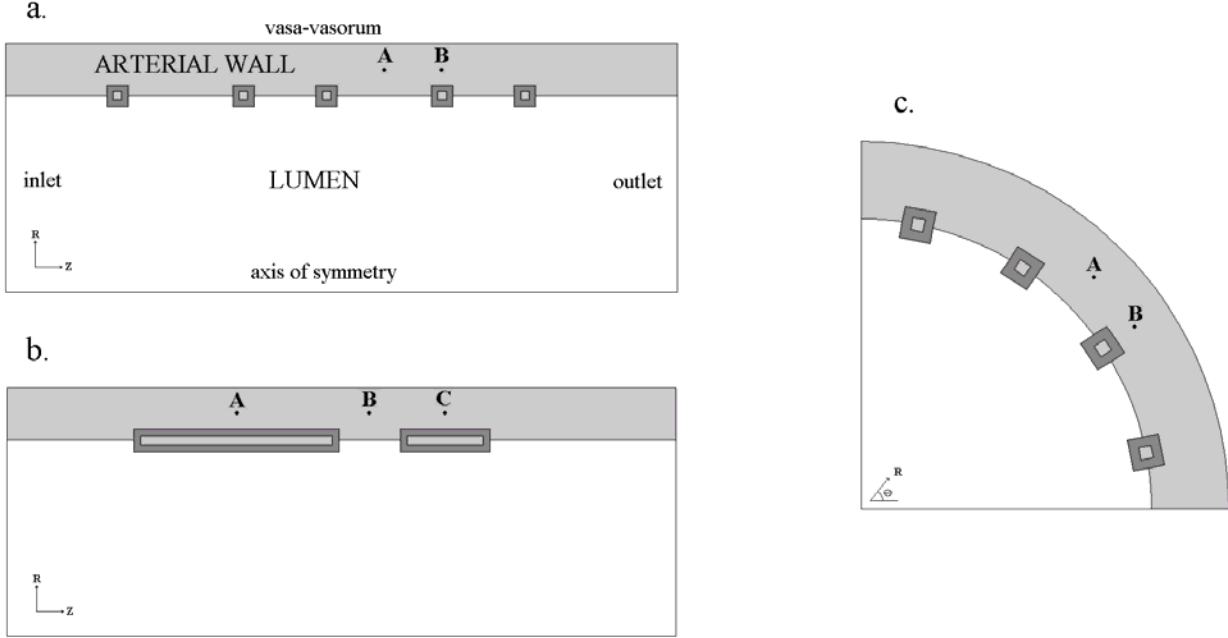 a.
vasa-vasorum
ARTERIAL WALL
A
B
inlet
LUMEN
outlet
R
Z
axis of symmetry
b.
A
B
C
R
Z
c.
A
B
R
Θ